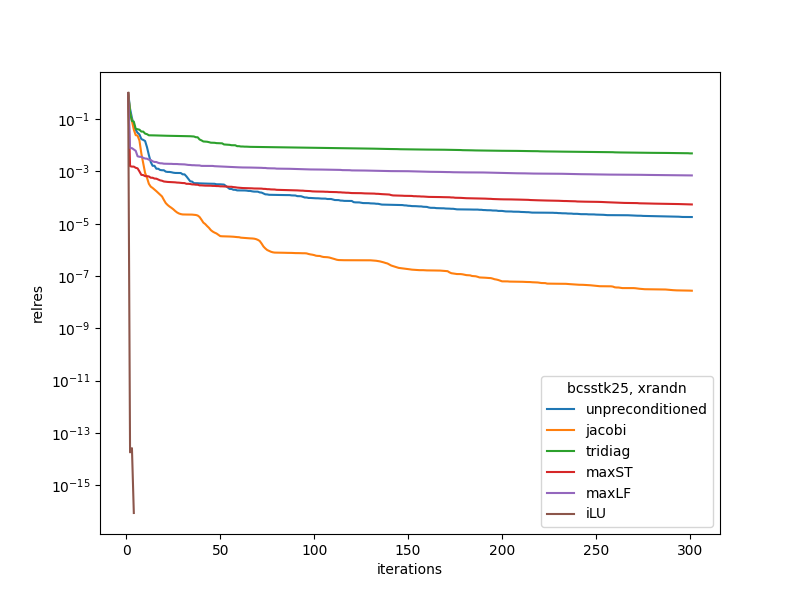 10^-1
10^-3
10^-5
10^-7
10^-9
10^-11
10^-13
10^-15
relres
0 50 100 150 200 250 300
iterations
bcsstk25, xrandn
unpreconditioned
jacobi
tridiag
maxST
maxLF
iLU